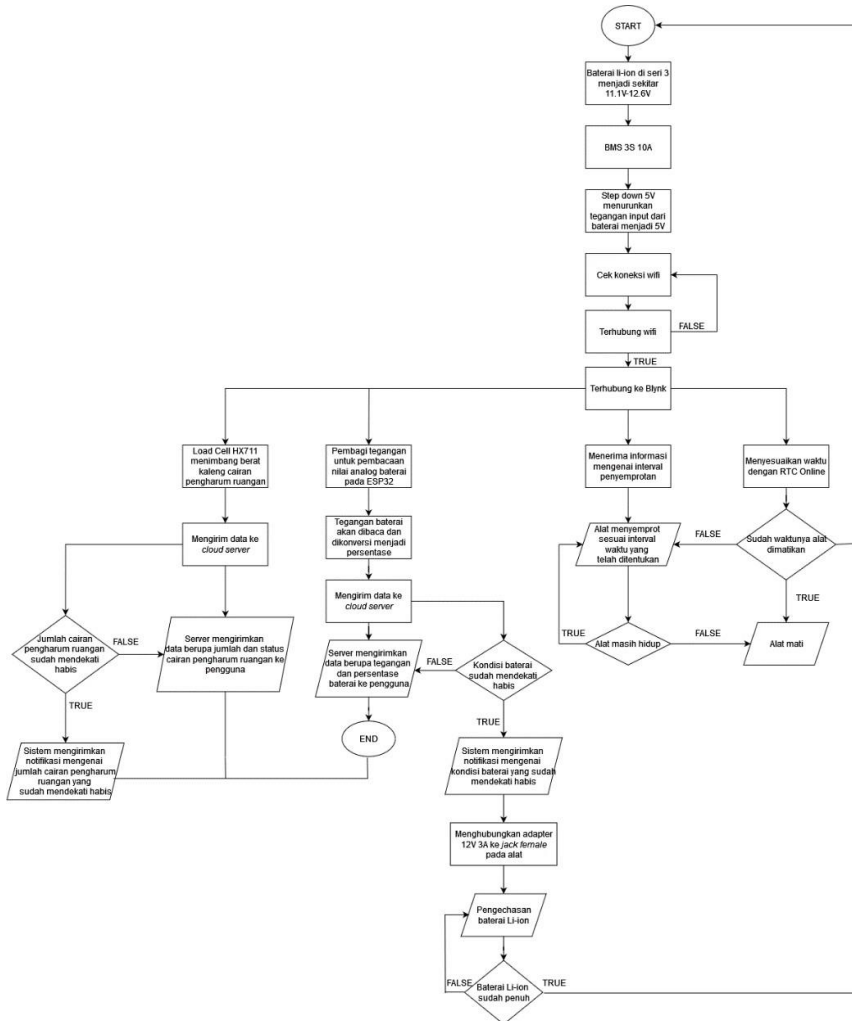 START
Baterai li-ion di seri 3
menjadi sekitar
11.1V-12.6V
BMS 3S 10A
Step down 5V
menurunkan
tegangan input dari
baterai menjadi 5V
Cek koneksi wifi
Terhubung wifi
FALSE
TRUE
Terhubung ke Blynk
Load Cell HX711
menimbang berat
kaleng cairan
pengharum ruangan
Mengirim data ke
cloud server
Jumlah cairan
pengharum ruangan
sudah mendekati
habis
FALSE
Server mengirimkan
data berupa jumlah dan status
cairan pengharum ruangan ke
pengguna
TRUE
Sistem mengirimkan
notifikasi mengenai
jumlah cairan pengharum
ruangan yang
sudah mendekati habis
Pembagi tegangan
untuk pembacaan
nilai analog baterai
pada ESP32
Tegangan baterai
akan dibaca dan
dikonversi menjadi
persentase
Mengirim data ke
cloud server
Server mengirimkan
data berupa tegangan
dan persentase
baterai ke pengguna
FALSE
Kondisi baterai
sudah mendekati
habis
END
TRUE
Sistem mengirimkan
notifikasi mengenai
kondisi baterai yang sudah
mendekati habis
Menghubungkan adapter
12V 3A ke jack female
pada alat
Pengechasan
baterai Li-ion
FALSE
Baterai Li-ion
sudah penuh
TRUE
Menerima informasi
mengenai interval
penyemprotan
Alat menyemprot
sesuai interval
waktu yang
telah ditentukan
TRUE
Alat masih hidup
FALSE
Menyesuaikan waktu
dengan RTC Online
FALSE
Sudah waktunya alat
dimatikan
TRUE
Alat mati